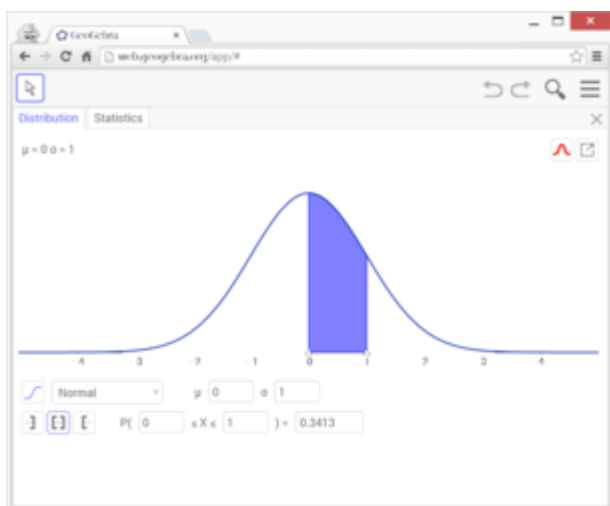 GeoGebra
web.geogebra.org/app/#
Distribution Statistics
μ = 0 σ = 1
-4 -3 -2 -1 0 1 2 3 4
Normal μ 0 σ 1
P( 0 ≤ X ≤ 1 ) = 0.3413